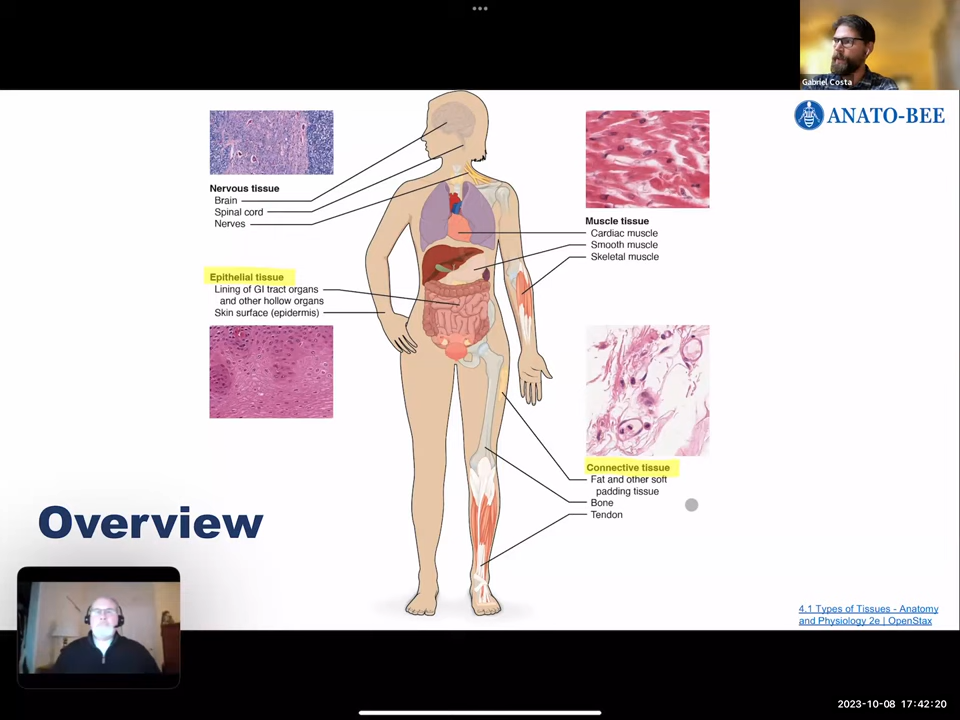 Gabriel Costa
ANATO-BEE
Nervous tissue
Brain
Spinal cord
Nerves
Muscle tissue
Cardiac muscle
Smooth muscle
Skeletal muscle
Epithelial tissue
Lining of GI tract organs
and other hollow organs
Skin surface (epidermis)
Connective tissue
Fat and other soft
padding tissue
Bone
Tendon
Overview
4.1 Types of Tissues - Anatomy
and Physiology 2e | OpenStax
2023-10-08 17:42:20